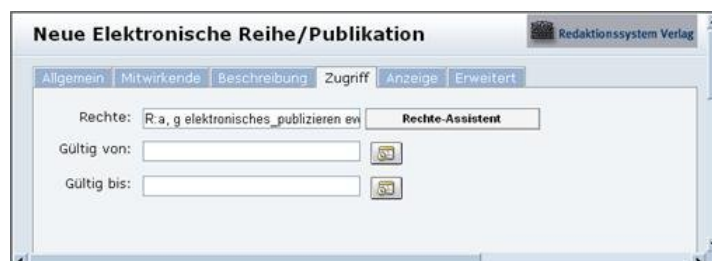 Neue Elektronische Reihe/Publikation
Redaktionssystem Verlag
Allgemein Mitwirkende Beschreibung Zugriff Anzeige Erweitert
Rechte: R:a, g elektronisches_publizieren Rechte-Assistent
Gültig von:
Gültig bis: